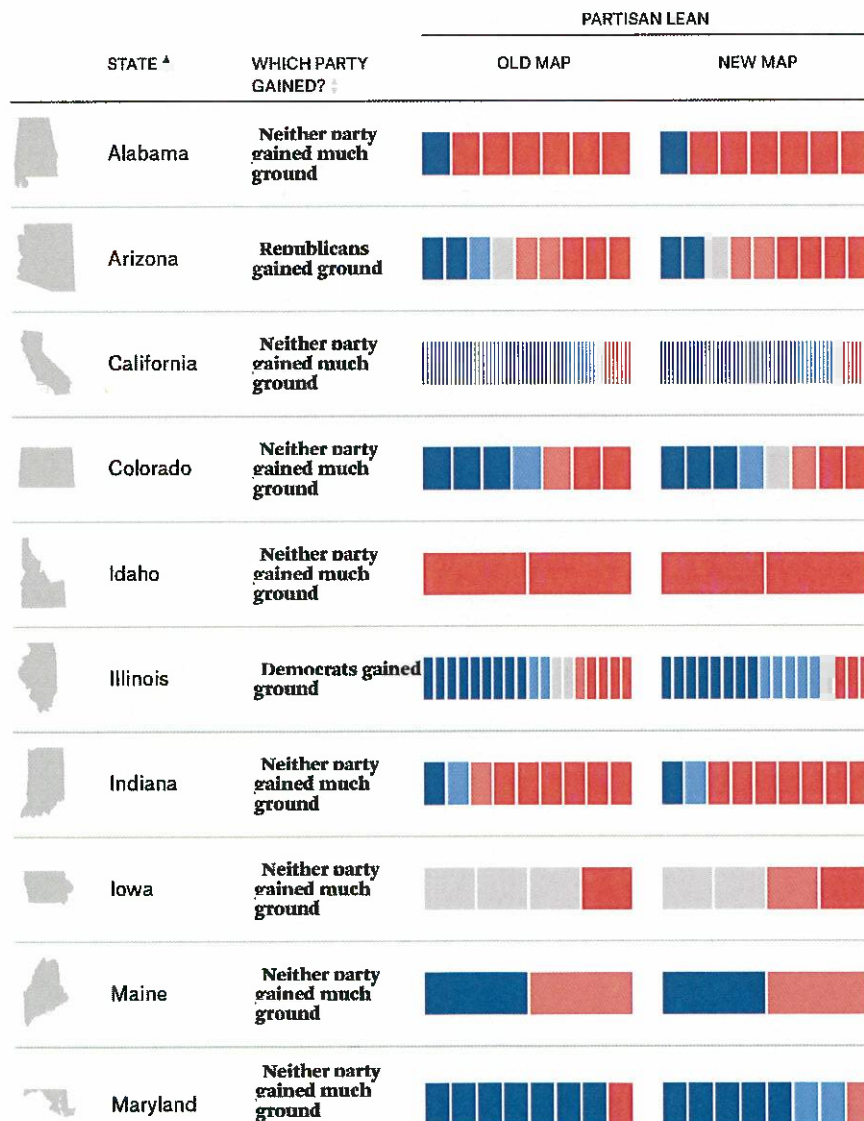 PARTISAN LEAN
STATE ▲
WHICH PARTY
GAINED?
OLD MAP
NEW MAP
Alabama
Neither party
gained much
ground
Arizona
Republicans
gained ground
California
Neither party
gained much
ground
Colorado
Neither party
gained much
ground
Idaho
Neither party
gained much
ground
Illinois
Democrats gained
ground
Indiana
Neither party
gained much
ground
Iowa
Neither party
gained much
ground
Maine
Neither party
gained much
ground
Maryland
Neither party
gained much
ground